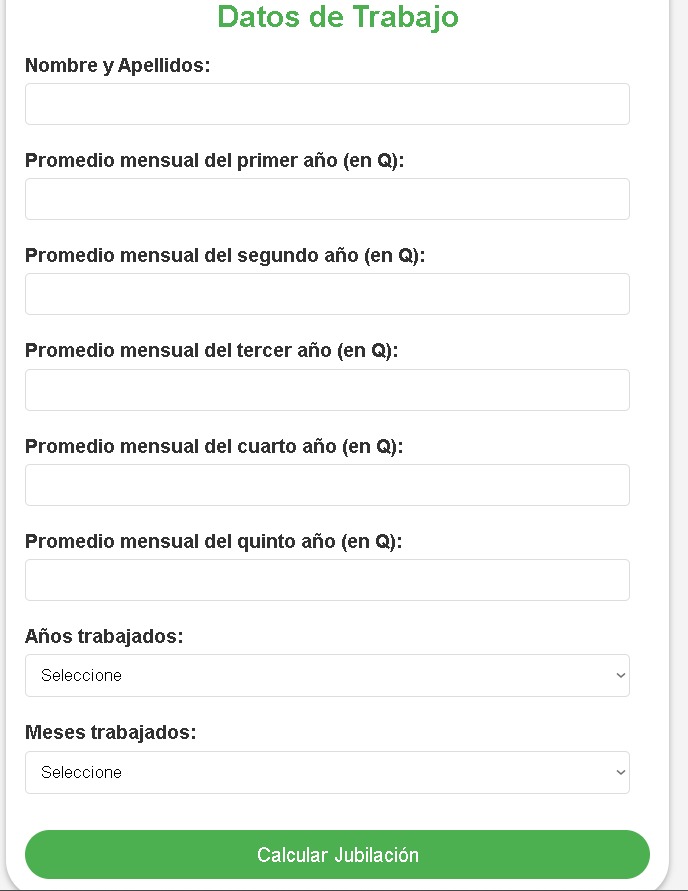 Datos de Trabajo
Nombre y Apellidos:
Promedio mensual del primer año (en Q):
Promedio mensual del segundo año (en Q):
Promedio mensual del tercer año (en Q):
Promedio mensual del cuarto año (en Q):
Promedio mensual del quinto año (en Q):
Años trabajados:
Seleccione
Meses trabajados:
Seleccione
Calcular Jubilación